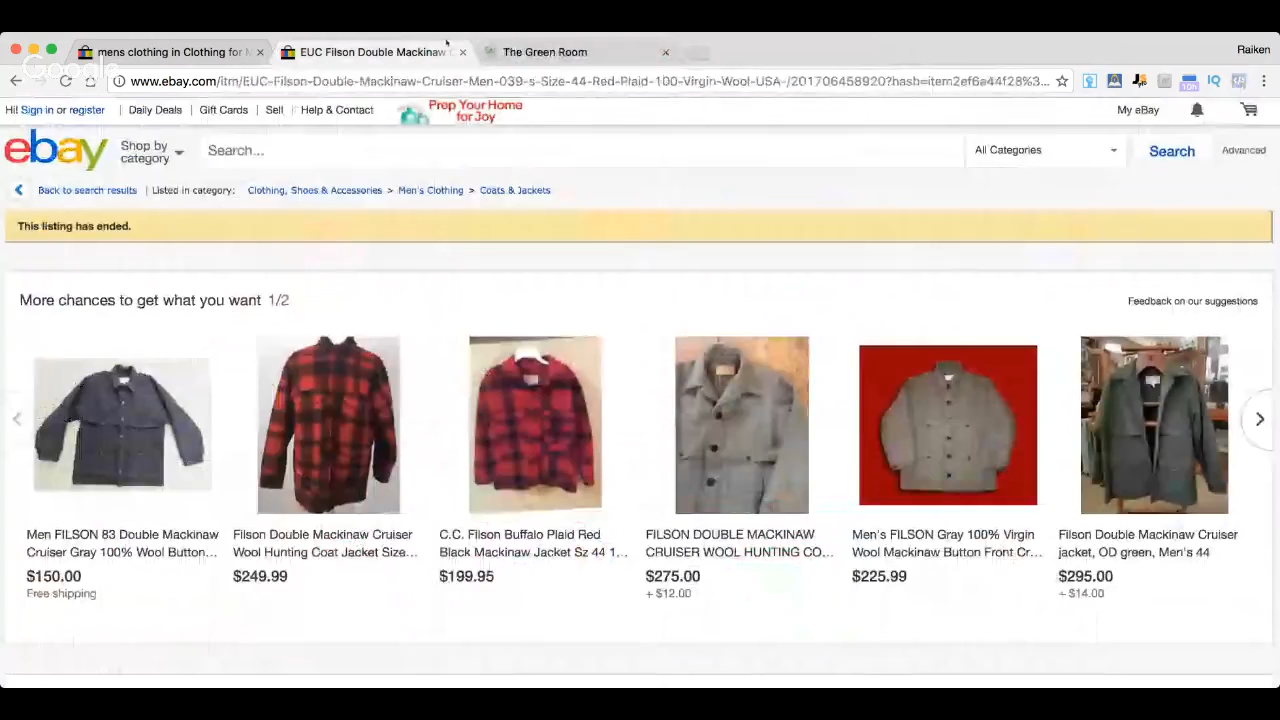 mens clothing in Clothing for M
EUC Filson Double Mackinaw C
The Green Room
Raiken
Google
www.ebay.com/itm/EUC-Filson-Double-Mackinaw-Cruiser-Men-039-s-Size-44-Red-Plaid-100-Virgin-Wool-USA-/201706458920?hash=item2ef6a44f28%3...
10h
Hi! Sign in or register
Daily Deals
Gift Cards
Sell
Help & Contact
Prep Your Home
for Joy
My eBay
ebay
Shop by
category
Search...
All Categories
Search
Advanced
Back to search results
Listed in category:
Clothing, Shoes & Accessories > Men's Clothing > Coats & Jackets
This listing has ended.
More chances to get what you want 1/2
Feedback on our suggestions
Men FILSON 83 Double Mackinaw
Cruiser Gray 100% Wool Button...
$150.00
Free shipping
Filson Double Mackinaw Cruiser
Wool Hunting Coat Jacket Size...
$249.99
C.C. Filson Buffalo Plaid Red
Black Mackinaw Jacket Sz 44 1...
$199.95
FILSON DOUBLE MACKINAW
CRUISER WOOL HUNTING CO...
$275.00
+ $12.00
Men's FILSON Gray 100% Virgin
Wool Mackinaw Button Front Cr...
$225.99
Filson Double Mackinaw Cruiser
jacket, OD green, Men's 44
$295.00
+ $14.00